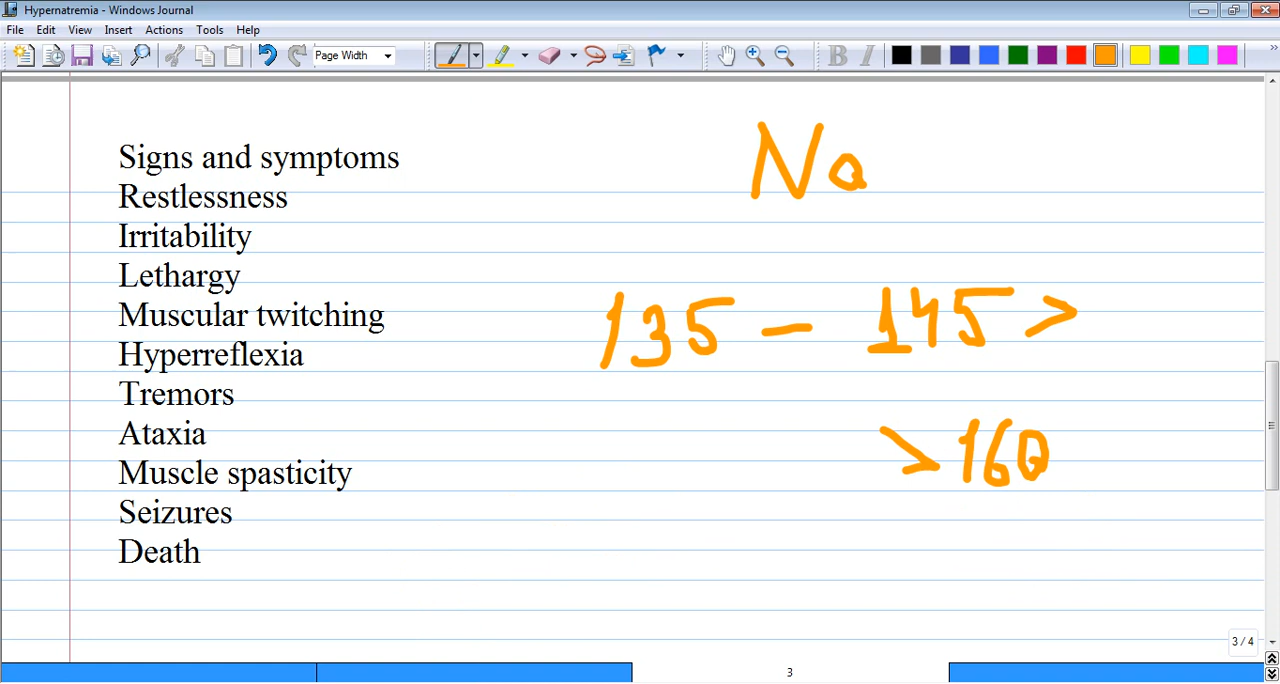 Hypernatremia - Windows Journal
File Edit View Insert Actions Tools Help
Page Width
B I
Signs and symptoms
Restlessness
Irritability
Lethargy
Muscular twitching
Hyperreflexia
Tremors
Ataxia
Muscle spasticity
Seizures
Death
Na
135 - 145 >
>160
3 / 4
3